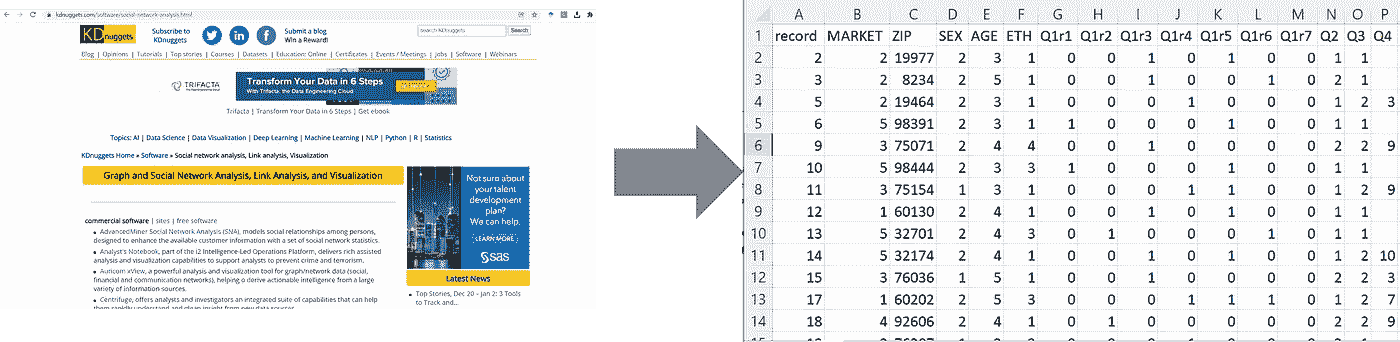 kdnuggets.com/software/social-network-analysis.html
KDnuggets
Subscribe to KDnuggets
Submit a blog
Win a Reward!
search KDnuggets Search
Blog | Opinions | Tutorials | Top stories | Courses | Datasets | Education: Online | Certificates | Events / Meetings | Jobs | Software | Webinars
TRIFACTA
Transform Your Data in 6 Steps
With Trifacta, the Data Engineering Cloud
Trifacta | Transform Your Data in 6 Steps | Get ebook
Topics: AI | Data Science | Data Visualization | Deep Learning | Machine Learning | NLP | Python | R | Statistics
KDnuggets Home » Software » Social network analysis, Link analysis, Visualization
Graph and Social Network Analysis, Link Analysis, and Visualization
commercial software | sites | free software
AdvancedMiner Social Network Analysis (SNA), models social relationships among persons,
designed to enhance the available customer information with a set of social network statistics.
Analyst's Notebook, part of the i2 Intelligence-Led Operations Platform, delivers rich assisted
analysis and visualization capabilities to support analysts to prevent crime and terrorism.
Auricom xView, a powerful analysis and visualization tool for graph/network data (social,
financial and communication networks), helping to derive actionable intelligence from a large
variety of information sources.
Centrifuge, offers analysts and investigators an integrated suite of capabilities that can help
them rapidly understand and glean insight from new data sources.
Not sure about
your talent
development
plan?
We can help.
LEARN MORE
sas
Latest News
Top Stories, Dec 20 - Jan 2: 3 Tools
to Track and...
A B C D E F G H I J K L M N O P
1 record MARKET ZIP SEX AGE ETH Q1r1 Q1r2 Q1r3 Q1r4 Q1r5 Q1r6 Q1r7 Q2 Q3 Q4
2 2 2 19977 2 3 1 0 0 1 0 1 0 0 1 1
3 3 2 8234 2 5 1 0 0 1 0 0 1 0 2 1
4 5 2 19464 2 3 1 0 0 0 1 0 0 0 1 2 3
5 6 5 98391 2 3 1 1 0 0 0 1 0 0 1 1
6 9 3 75071 2 4 4 0 0 1 0 0 0 0 2 2 9
7 10 5 98444 2 3 3 1 0 0 0 1 0 0 1 1
8 11 3 75154 1 3 1 0 0 0 1 1 0 0 1 2 9
9 12 1 60130 2 4 1 0 0 1 0 1 0 0 1 1
10 13 5 32701 2 4 3 0 1 0 0 0 1 0 1 1
11 14 5 32174 2 4 1 0 0 1 0 1 0 0 1 2 10
12 15 3 76036 1 5 1 0 0 1 0 0 0 0 2 2 3
13 17 1 60202 2 5 3 0 0 0 1 1 1 0 1 2 7
14 18 4 92606 2 4 1 0 1 0 0 0 0 0 2 2 9